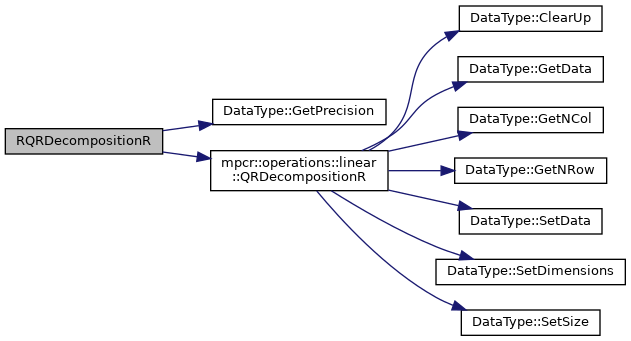 RQRDecompositionR
DataType::GetPrecision
mpcr::operations::linear
::QRDecompositionR
DataType::ClearUp
DataType::GetData
DataType::GetNCol
DataType::GetNRow
DataType::SetData
DataType::SetDimensions
DataType::SetSize